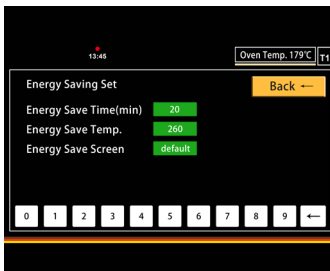 13:45
Oven Temp. 179℃ T1
Energy Saving Set
Back ←
Energy Save Time(min) 20
Energy Save Temp. 260
Energy Save Screen default
0 1 2 3 4 5 6 7 8 9 ←